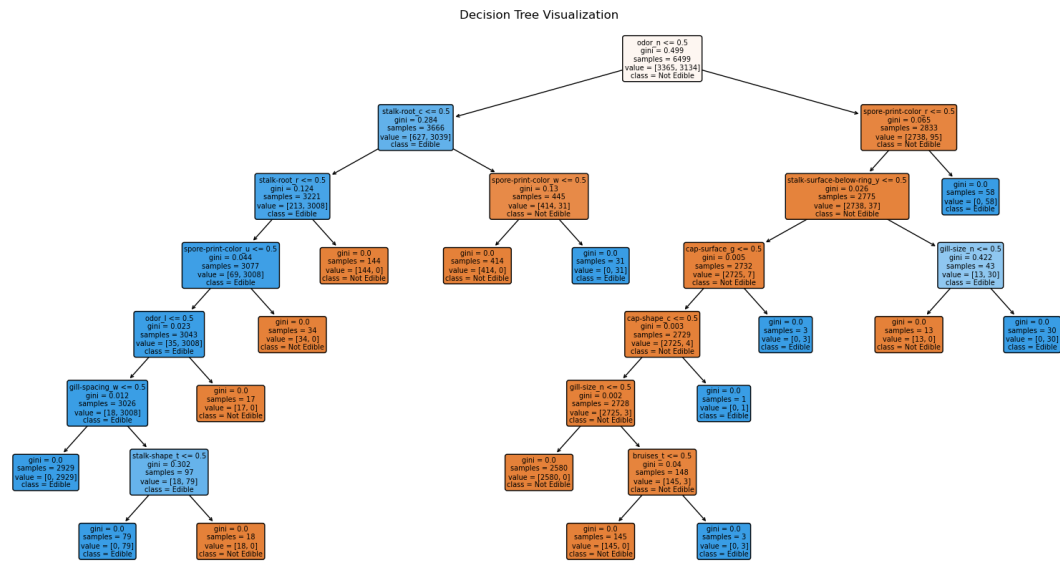 Decision Tree Visualization
odor_n <= 0.5
gini = 0.499
samples = 6499
value = [3365, 3134]
class = Not Edible
stalk-root_c <= 0.5
gini = 0.284
samples = 3666
value = [627, 3039]
class = Edible
spore-print-color_r <= 0.5
gini = 0.065
samples = 2833
value = [2738, 95]
class = Not Edible
stalk-root_r <= 0.5
gini = 0.124
samples = 3221
value = [213, 3008]
class = Edible
spore-print-color_w <= 0.5
gini = 0.13
samples = 445
value = [414, 31]
class = Not Edible
stalk-surface-below-ring_y <= 0.5
gini = 0.026
samples = 2775
value = [2738, 37]
class = Not Edible
gini = 0.0
samples = 58
value = [0, 58]
class = Edible
spore-print-color_u <= 0.5
gini = 0.044
samples = 3077
value = [69, 3008]
class = Edible
gini = 0.0
samples = 144
value = [144, 0]
class = Not Edible
gini = 0.0
samples = 414
value = [414, 0]
class = Not Edible
gini = 0.0
samples = 31
value = [0, 31]
class = Edible
cap-surface_g <= 0.5
gini = 0.005
samples = 2732
value = [2725, 7]
class = Not Edible
gill-size_n <= 0.5
gini = 0.422
samples = 43
value = [13, 30]
class = Edible
odor_l <= 0.5
gini = 0.023
samples = 3043
value = [35, 3008]
class = Edible
gini = 0.0
samples = 34
value = [34, 0]
class = Not Edible
cap-shape_c <= 0.5
gini = 0.003
samples = 2729
value = [2725, 4]
class = Not Edible
gini = 0.0
samples = 3
value = [0, 3]
class = Edible
gini = 0.0
samples = 13
value = [13, 0]
class = Not Edible
gini = 0.0
samples = 30
value = [0, 30]
class = Edible
gill-spacing_w <= 0.5
gini = 0.012
samples = 3026
value = [18, 3008]
class = Edible
gini = 0.0
samples = 17
value = [17, 0]
class = Not Edible
gill-size_n <= 0.5
gini = 0.002
samples = 2728
value = [2725, 3]
class = Not Edible
gini = 0.0
samples = 1
value = [0, 1]
class = Edible
gini = 0.0
samples = 2929
value = [0, 2929]
class = Edible
stalk-shape_t <= 0.5
gini = 0.302
samples = 97
value = [18, 79]
class = Edible
gini = 0.0
samples = 2580
value = [2580, 0]
class = Not Edible
bruises_t <= 0.5
gini = 0.04
samples = 148
value = [145, 3]
class = Not Edible
gini = 0.0
samples = 79
value = [0, 79]
class = Edible
gini = 0.0
samples = 18
value = [18, 0]
class = Not Edible
gini = 0.0
samples = 145
value = [145, 0]
class = Not Edible
gini = 0.0
samples = 3
value = [0, 3]
class = Edible